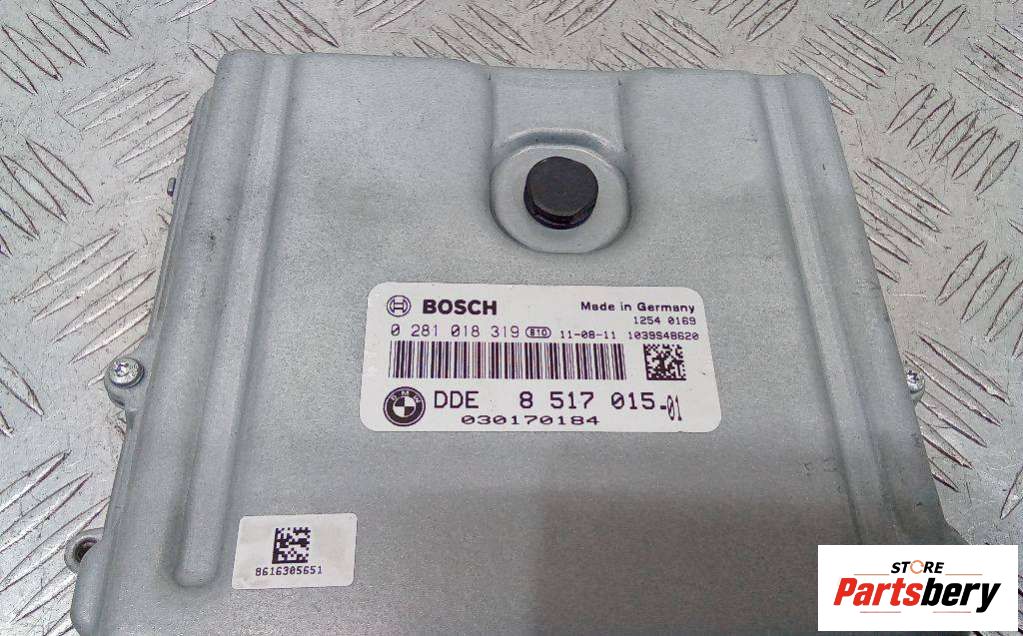 BOSCH Made in Germany
1254 0169
0 281 018 319 B10 11-08-11 1039S48620
BMW DDE 8 517 015-01
030170184
8616305651
STORE
Partsbery